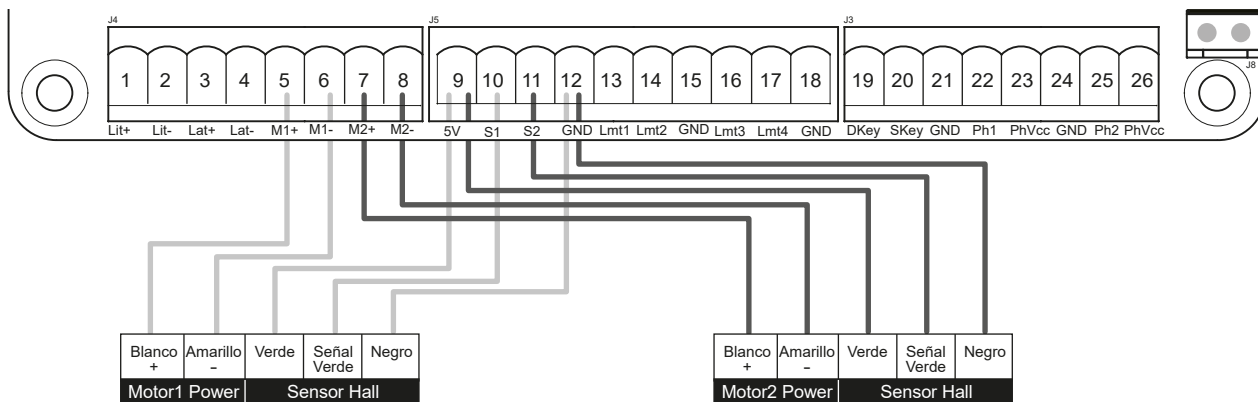 J4 J5 J3
1 2 3 4 5 6 7 8 9 10 11 12 13 14 15 16 17 18 19 20 21 22 23 24 25 26
J8
Lit+ Lit- Lat+ Lat- M1+ M1- M2+ M2- 5V S1 S2 GND Lmt1 Lmt2 GND Lmt3 Lmt4 GND DKey SKey GND Ph1 PhVcc GND Ph2 PhVcc
Blanco + Amarillo - Verde Señal Verde Negro
Motor1 Power Sensor Hall
Blanco + Amarillo - Verde Señal Verde Negro
Motor2 Power Sensor Hall